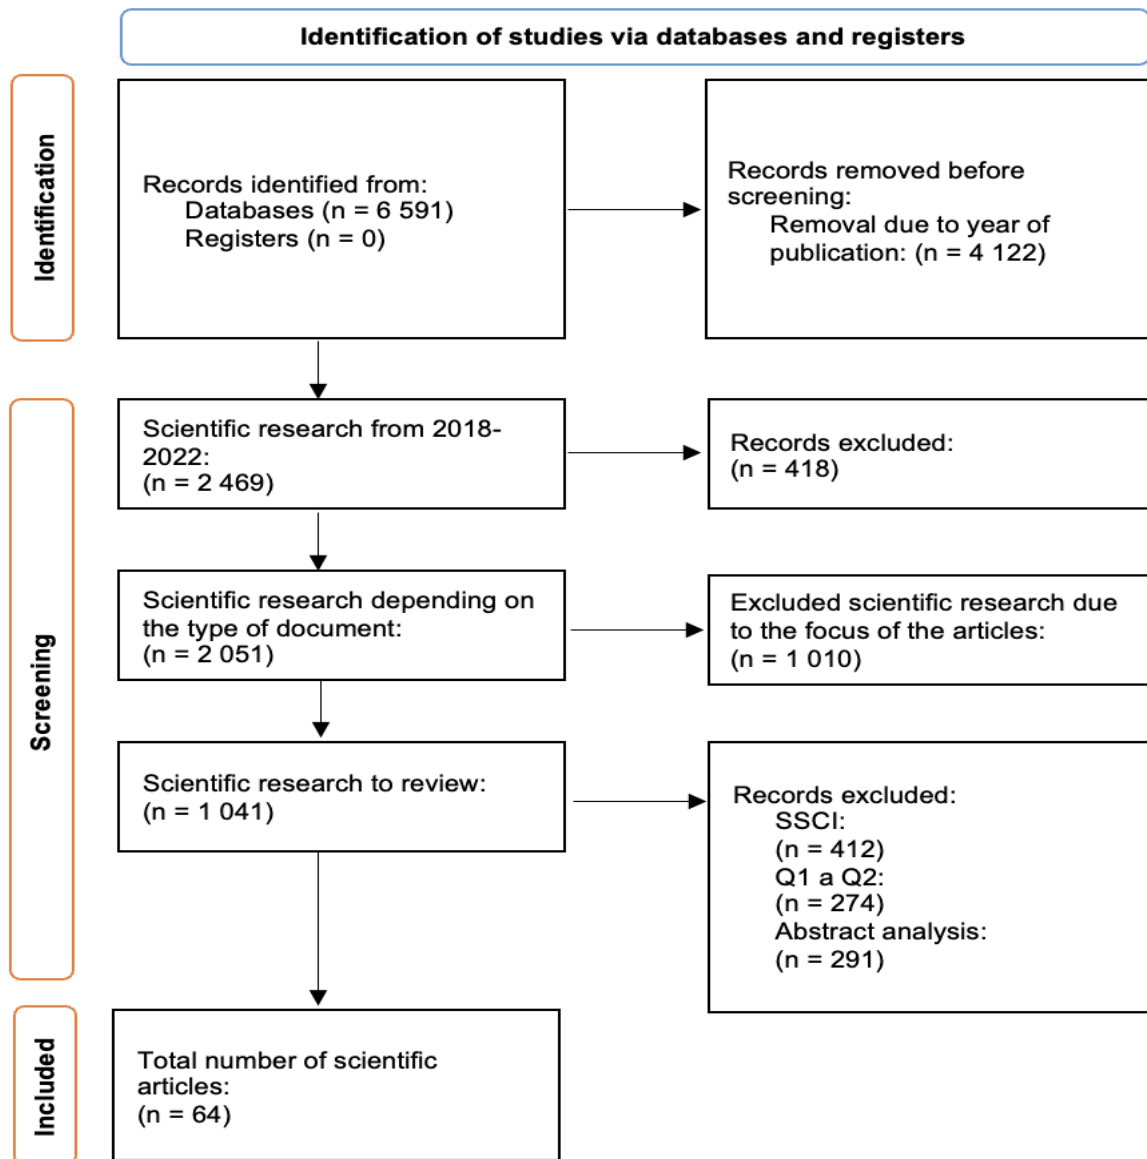 Identification of studies via databases and registers
Identification
Records identified from:
Databases (n = 6 591)
Registers (n = 0)
Records removed before
screening:
Removal due to year of
publication: (n = 4 122)
Screening
Scientific research from 2018-
2022:
(n = 2 469)
Records excluded:
(n = 418)
Scientific research depending on
the type of document:
(n = 2 051)
Excluded scientific research due
to the focus of the articles:
(n = 1 010)
Scientific research to review:
(n = 1 041)
Records excluded:
SSCI:
(n = 412)
Q1 a Q2:
(n = 274)
Abstract analysis:
(n = 291)
Included
Total number of scientific
articles:
(n = 64)